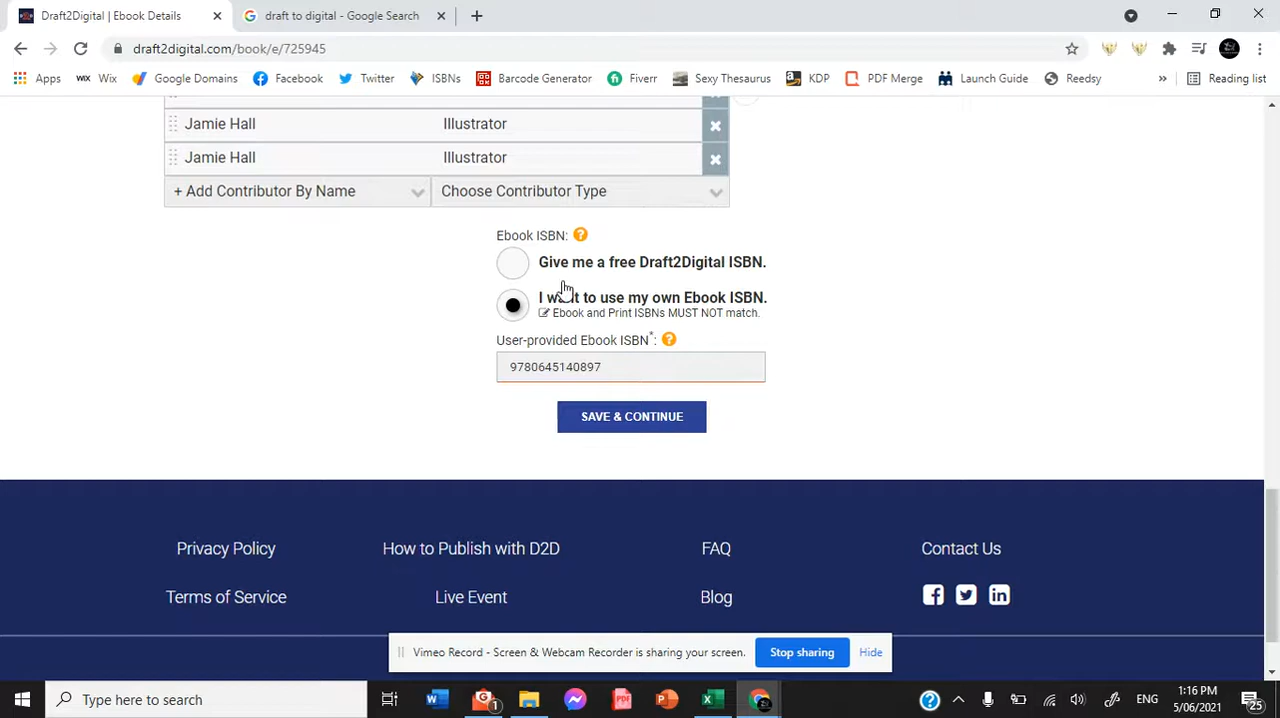 Draft2Digital | Ebook Details
draft to digital - Google Search
draft2digital.com/book/e/725945
Apps
WiX Wix
Google Domains
Facebook
Twitter
ISBNs
Barcode Generator
Fiverr
Sexy Thesaurus
KDP
PDF Merge
Launch Guide
Reedsy
»
Reading list
Jamie Hall Illustrator
Jamie Hall Illustrator
+ Add Contributor By Name Choose Contributor Type
Ebook ISBN: ?
Give me a free Draft2Digital ISBN.
I want to use my own Ebook ISBN.
Ebook and Print ISBNs MUST NOT match.
User-provided Ebook ISBN*: ?
9780645140897
SAVE & CONTINUE
Privacy Policy How to Publish with D2D FAQ Contact Us
Terms of Service Live Event Blog
Vimeo Record - Screen & Webcam Recorder is sharing your screen. Stop sharing Hide
Type here to search
ENG
1:16 PM
5/06/2021
25